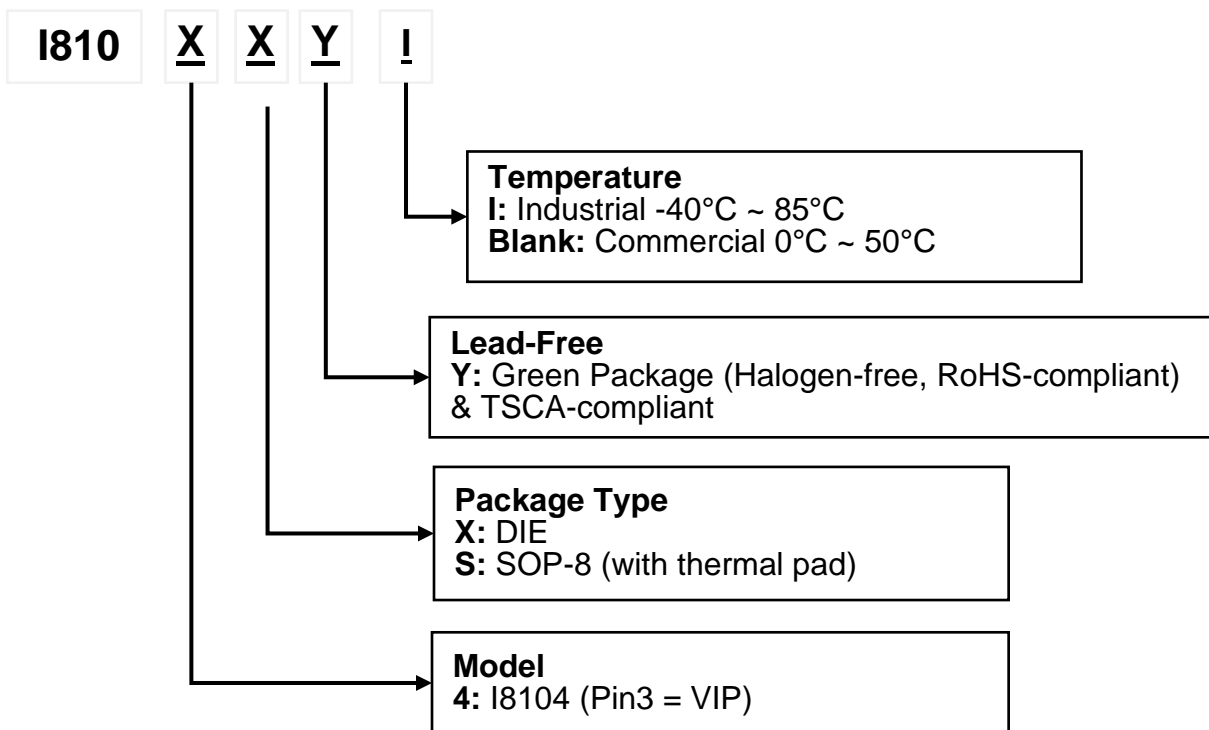 I810 X X Y I
Temperature
I: Industrial -40°C ~ 85°C
Blank: Commercial 0°C ~ 50°C
Lead-Free
Y: Green Package (Halogen-free, RoHS-compliant)
& TSCA-compliant
Package Type
X: DIE
S: SOP-8 (with thermal pad)
Model
4: I8104 (Pin3 = VIP)